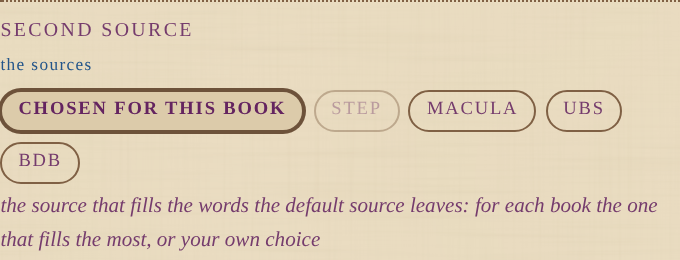 SECOND SOURCE
the sources
CHOSEN FOR THIS BOOK STEP MACULA UBS
BDB
the source that fills the words the default source leaves: for each book the one
that fills the most, or your own choice